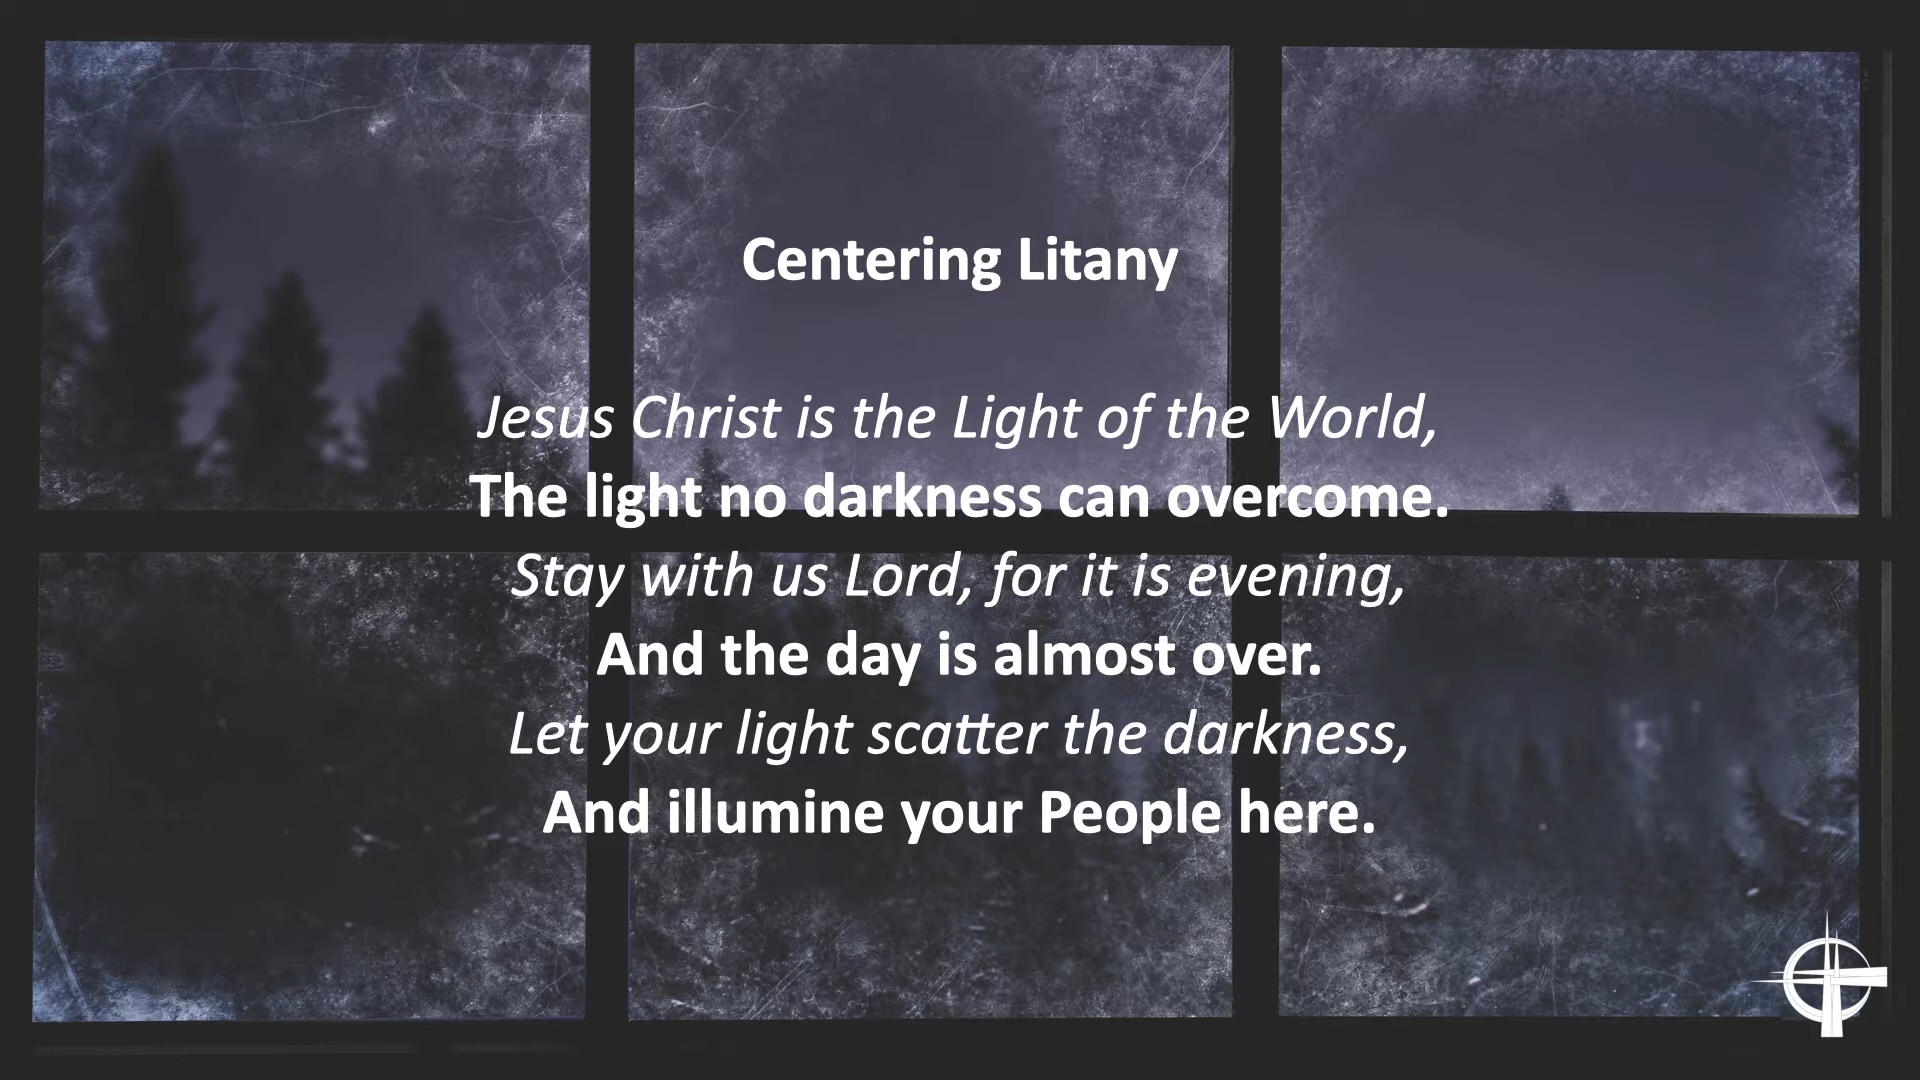 Centering Litany
Jesus Christ is the Light of the World,
The light no darkness can overcome.
Stay with us Lord, for it is evening,
And the day is almost over.
Let your light scatter the darkness,
And illumine your People here.